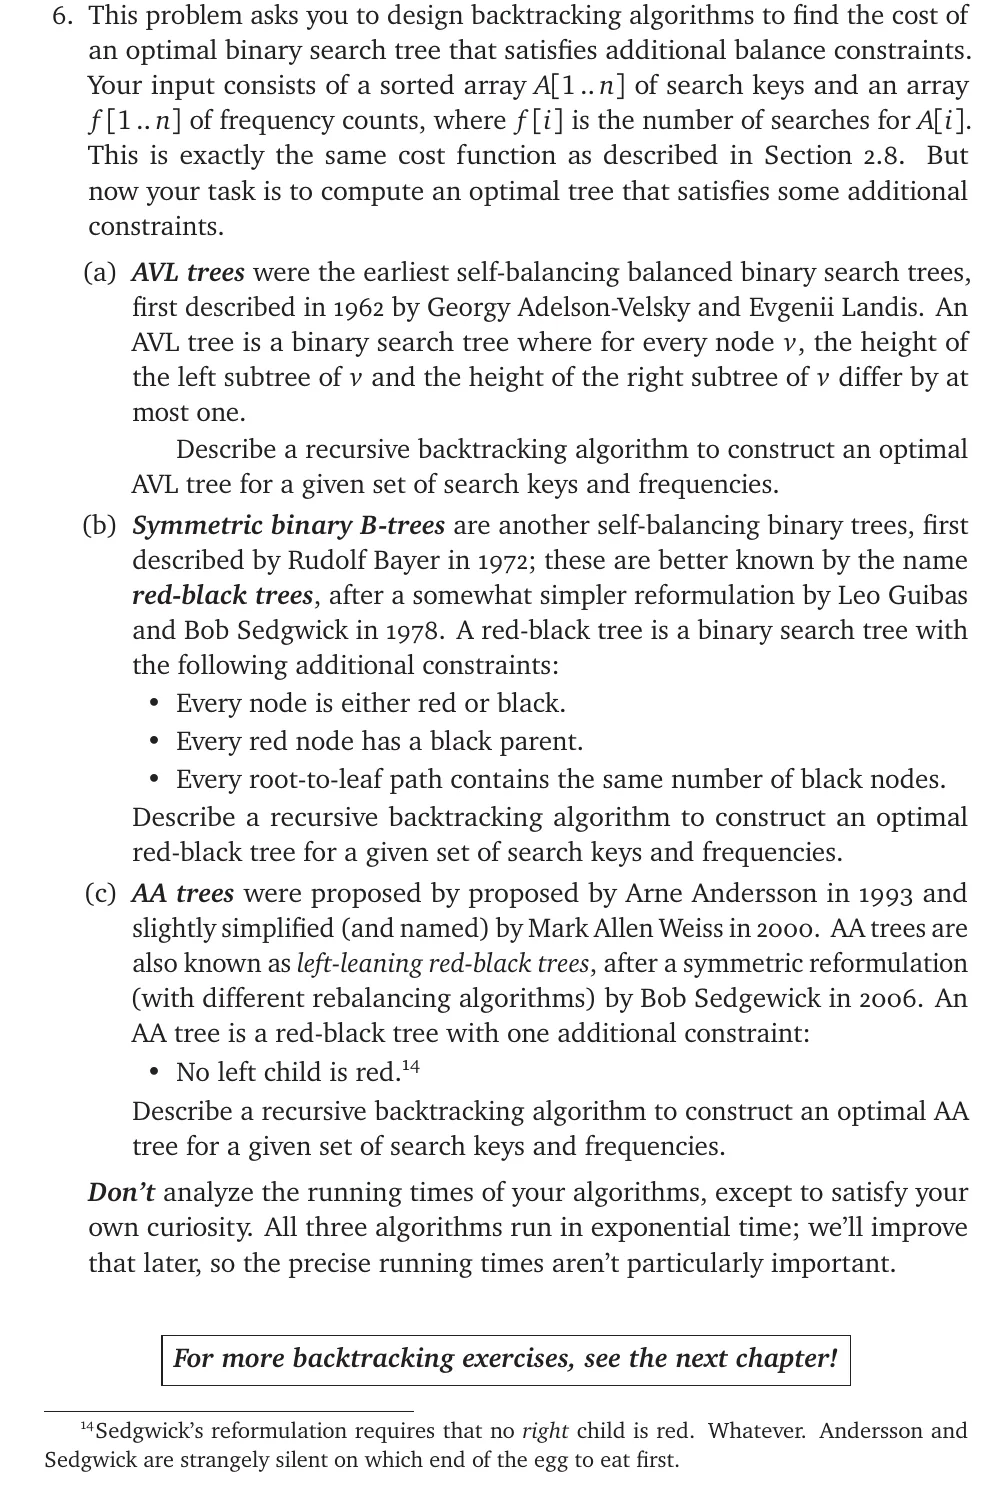 6. This problem asks you to design backtracking algorithms to find the cost of
an optimal binary search tree that satisfies additional balance constraints.
Your input consists of a sorted array A[1 .. n] of search keys and an array
f [1 .. n] of frequency counts, where f [i] is the number of searches for A[i].
This is exactly the same cost function as described in Section 2.8. But
now your task is to compute an optimal tree that satisfies some additional
constraints.
(a) AVL trees were the earliest self-balancing balanced binary search trees,
first described in 1962 by Georgy Adelson-Velsky and Evgenii Landis. An
AVL tree is a binary search tree where for every node v, the height of
the left subtree of v and the height of the right subtree of v differ by at
most one.
Describe a recursive backtracking algorithm to construct an optimal
AVL tree for a given set of search keys and frequencies.
(b) Symmetric binary B-trees are another self-balancing binary trees, first
described by Rudolf Bayer in 1972; these are better known by the name
red-black trees, after a somewhat simpler reformulation by Leo Guibas
and Bob Sedgwick in 1978. A red-black tree is a binary search tree with
the following additional constraints:
• Every node is either red or black.
• Every red node has a black parent.
• Every root-to-leaf path contains the same number of black nodes.
Describe a recursive backtracking algorithm to construct an optimal
red-black tree for a given set of search keys and frequencies.
(c) AA trees were proposed by proposed by Arne Andersson in 1993 and
slightly simplified (and named) by Mark Allen Weiss in 2000. AA trees are
also known as left-leaning red-black trees, after a symmetric reformulation
(with different rebalancing algorithms) by Bob Sedgewick in 2006. An
AA tree is a red-black tree with one additional constraint:
• No left child is red.¹⁴
Describe a recursive backtracking algorithm to construct an optimal AA
tree for a given set of search keys and frequencies.
Don't analyze the running times of your algorithms, except to satisfy your
own curiosity. All three algorithms run in exponential time; we'll improve
that later, so the precise running times aren't particularly important.
For more backtracking exercises, see the next chapter!
¹⁴Sedgwick's reformulation requires that no right child is red. Whatever. Andersson and
Sedgwick are strangely silent on which end of the egg to eat first.